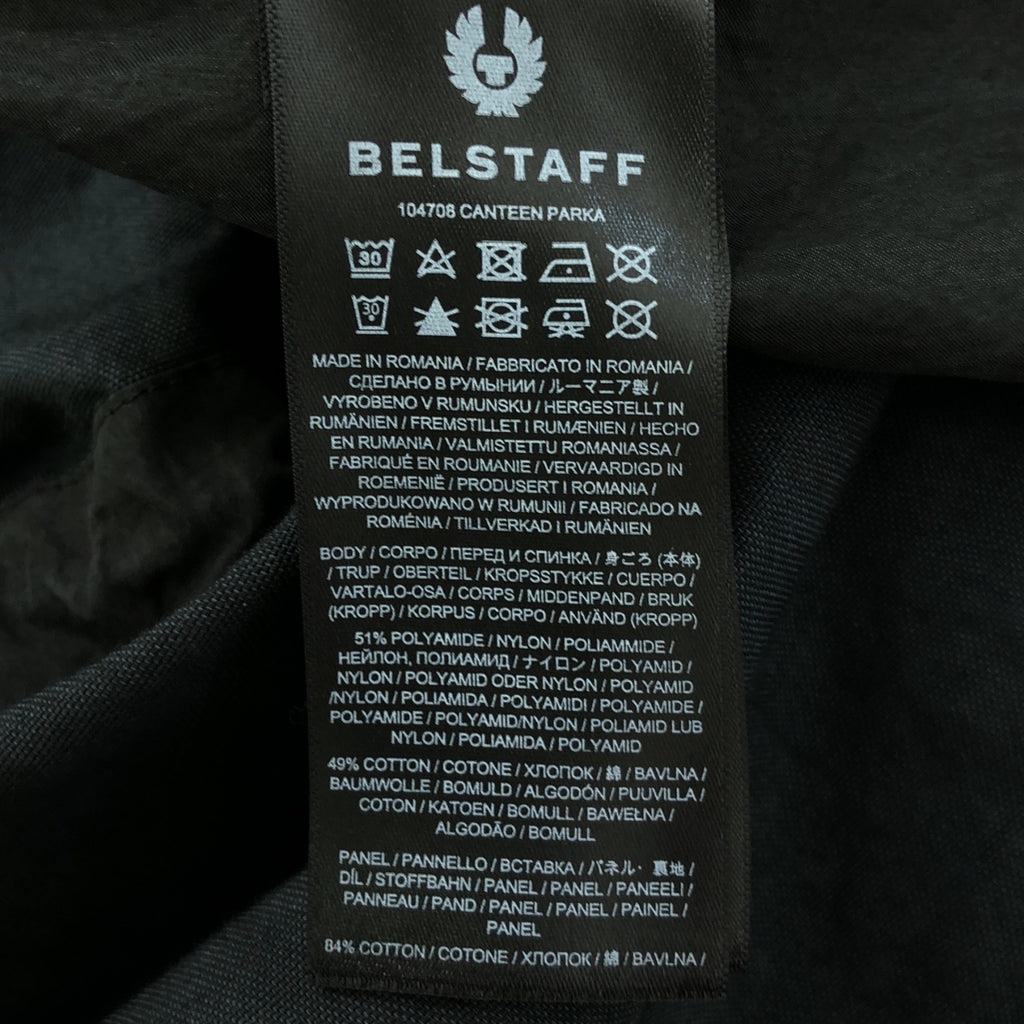 BELSTAFF
104708 CANTEEN PARKA
30
30
MADE IN ROMANIA / FABBRICATO IN ROMANIA /
СДЕЛАНО В РУМЫНИИ / ルーマニア製 /
VYROBENO V RUMUNSKU / HERGESTELLT IN
RUMÄNIEN / FREMSTILLET I RUMÆNIEN / HECHO
EN RUMANIA / VALMISTETTU ROMANIASSA /
FABRIQUÉ EN ROUMANIE / VERVAARDIGD IN
ROEMENIË / PRODUSERT I ROMANIA /
WYPRODUKOWANO W RUMUNII / FABRICADO NA
ROMÉNIA / TILLVERKAD I RUMÄNIEN
BODY / CORPO / ПЕРЕД И СПИНКА / 身ごろ (本体)
/ TRUP / OBERTEIL / KROPSSTYKKE / CUERPO /
VARTALO-OSA / CORPS / MIDDENPAND / BRUK
(KROPP) / KORPUS / CORPO / ANVÄND (KROPP)
51% POLYAMIDE / NYLON / POLIAMMIDE /
НЕЙЛОН, ПОЛИАМИД / ナイロン / POLYAMID /
NYLON / POLYAMID ODER NYLON / POLYAMID
/NYLON / POLIAMIDA / POLYAMIDI / POLYAMIDE /
POLYAMIDE / POLYAMID/NYLON / POLIAMID LUB
NYLON / POLIAMIDA / POLYAMID
49% COTTON / COTONE / ХЛОПОК / 綿 / BAVLNA /
BAUMWOLLE / BOMULD / ALGODÓN / PUUVILLA /
COTON / KATOEN / BOMULL / BAWEŁNA /
ALGODÃO / BOMULL
PANEL / PANNELLO / ВСТАВКА / パネル・裏地 /
DÍL / STOFFBAHN / PANEL / PANEL / PANEELI /
PANNEAU / PAND / PANEL / PANEL / PAINEL /
PANEL
84% COTTON / COTONE / ХЛОПОК / 綿 / BAVLNA /